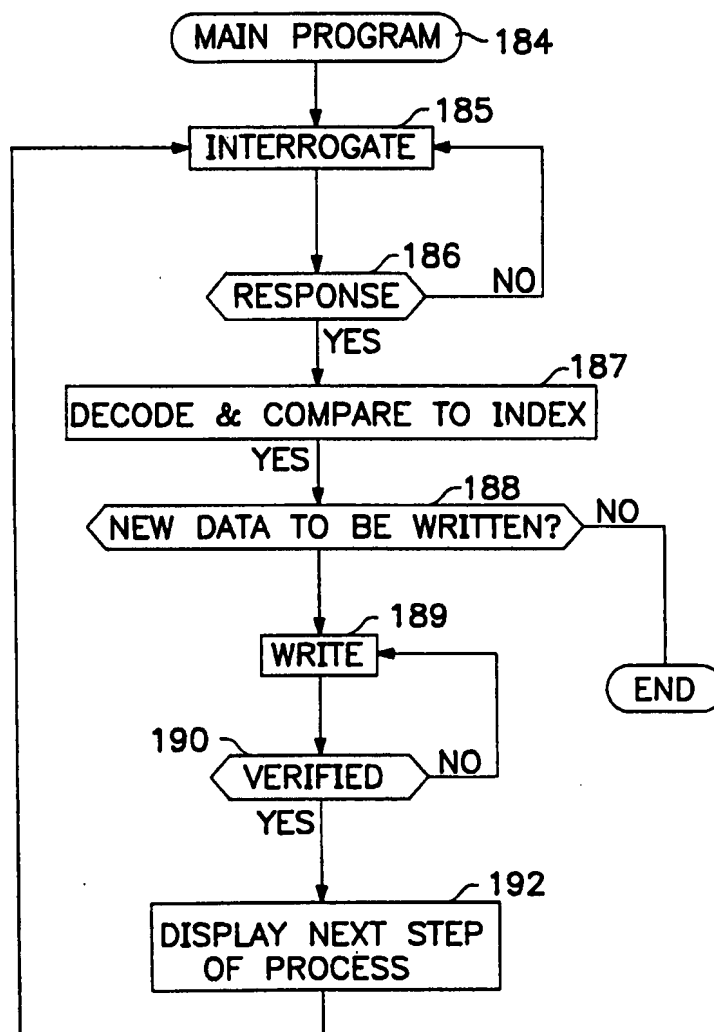 MAIN PROGRAM
184
185
INTERROGATE
186
RESPONSE
NO
YES
187
DECODE & COMPARE TO INDEX
YES
188
NEW DATA TO BE WRITTEN?
NO
189
WRITE
END
190
VERIFIED
NO
YES
192
DISPLAY NEXT STEP
OF PROCESS